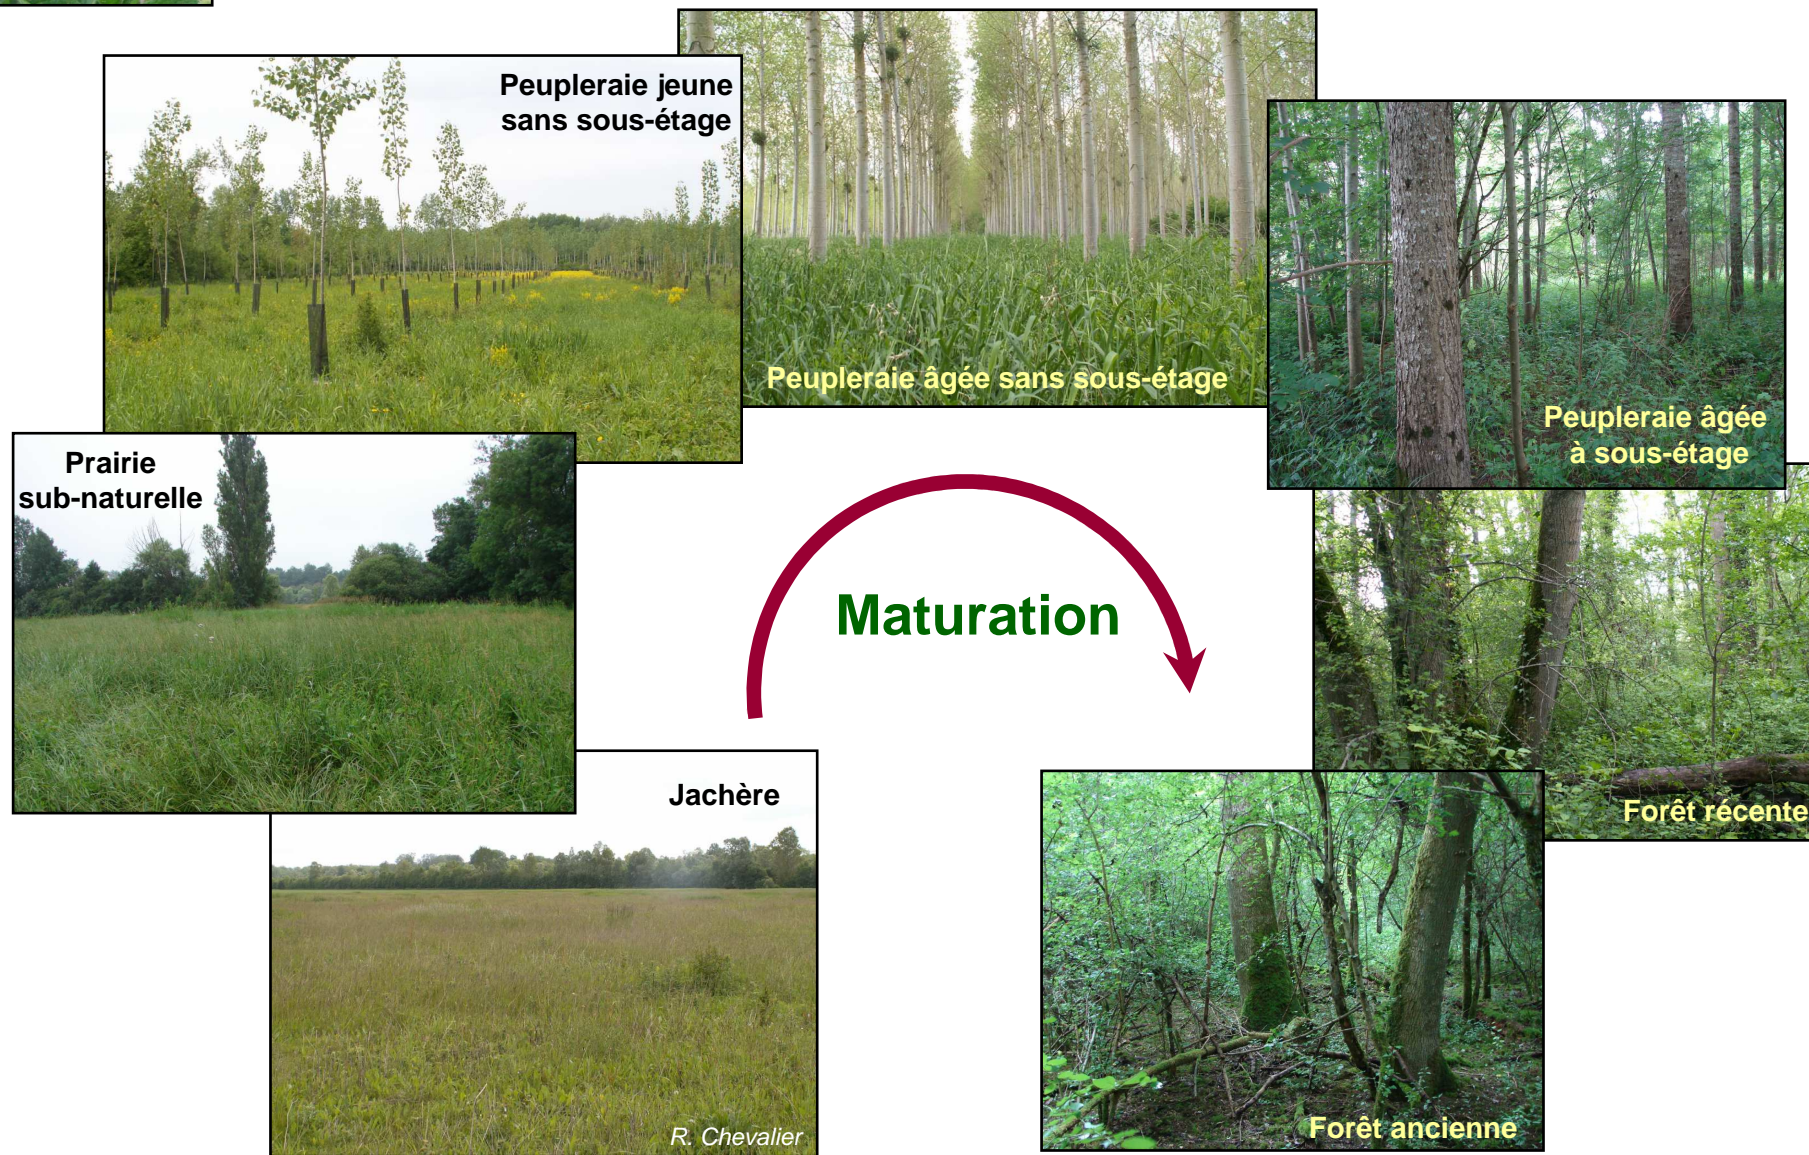 Peupleraie jeune
sans sous-étage
Peupleraie âgée sans sous-étage
Peupleraie âgée
à sous-étage
Prairie
sub-naturelle
Maturation
Jachère
R. Chevalier
Forêt récente
Forêt ancienne